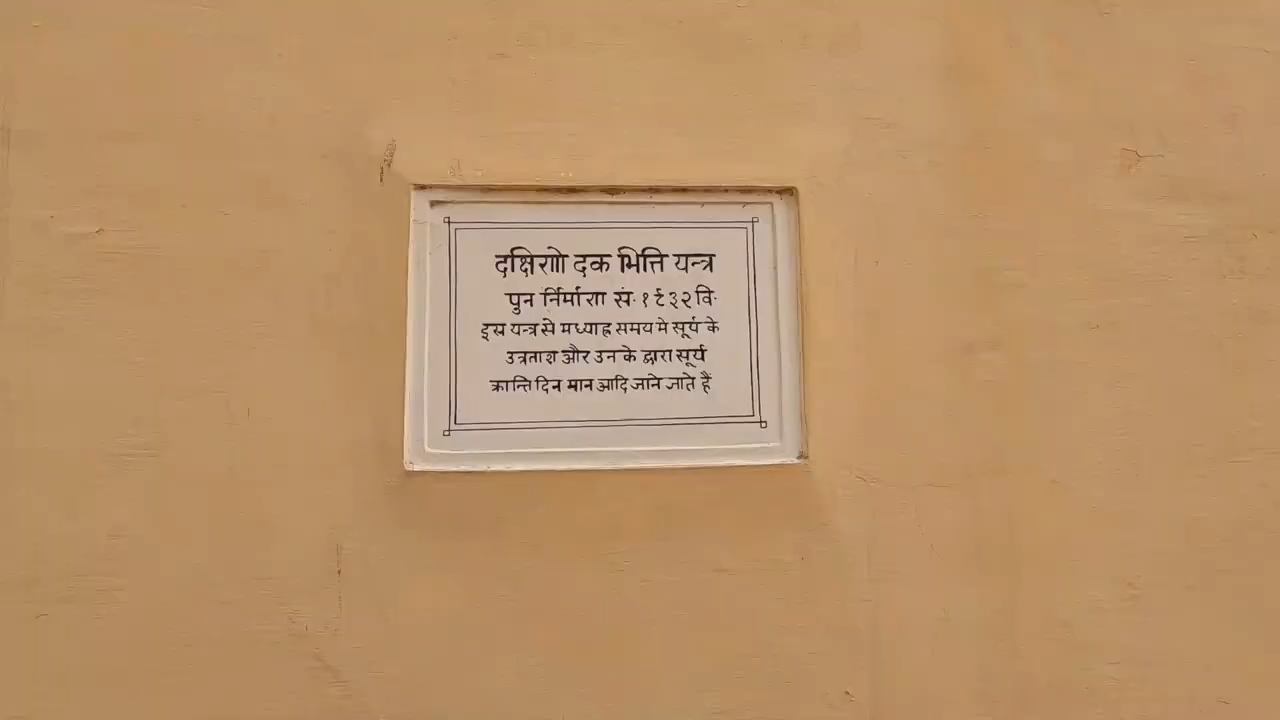 दक्षिणो दक भित्ति यन्त्र
पुन र्निर्माण सं॰ १९३२ वि॰
इस यन्त्र से मध्याह्न समय मे सूर्य के
उन्नताश और उन के द्वारा सूर्य
क्रान्ति दिन मान आदि जाने जाते हैं